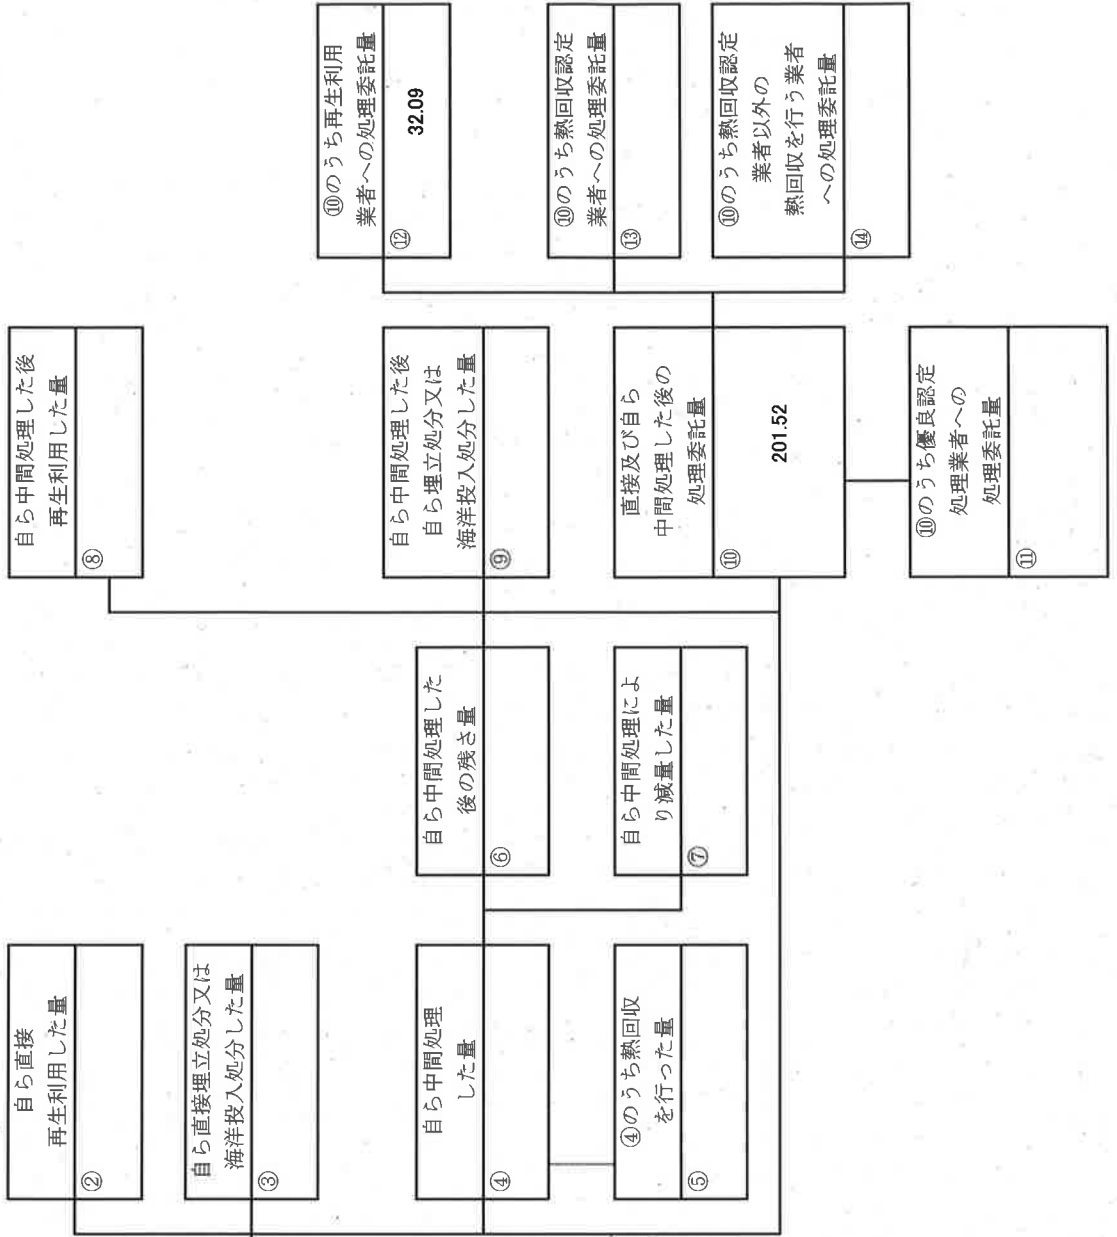 自ら直接
再生利用した量
②
自ら直接埋立処分又は
海洋投入処分した量
③
自ら中間処理
した量
④
④のうち熱回収
を行った量
⑤
自ら中間処理した
後の残さ量
⑥
自ら中間処理によ
り減量した量
⑦
自ら中間処理した後
再生利用した量
⑧
自ら中間処理した後
自ら埋立処分又は
海洋投入処分した量
⑨
直接及び自ら
中間処理した後の
処理委託量
⑩
201.52
⑩のうち優良認定
処理業者への
処理委託量
⑪
⑩のうち再生利用
業者への処理委託量
⑫
32.09
⑩のうち熱回収認定
業者への処理委託量
⑬
⑩のうち熱回収認定
業者以外の
熱回収を行う業者
への処理委託量
⑭